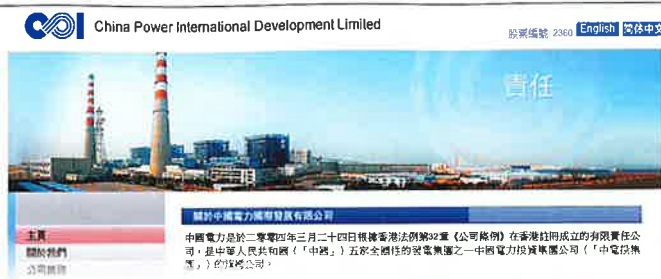 China Power International Development Limited
股票編號 2380 English 简体中文
責任
關於中國電力國際發展有限公司
主頁
關於我們
中國電力是於二零零四年三月二十四日根據香港法例第32章《公司條例》在香港註冊成立的有限責任公
司，是中華人民共和國（「中國」）五家全國性的發電集團之一中國電力投資集團公司（「中電投集
團」）的旗艦公司。